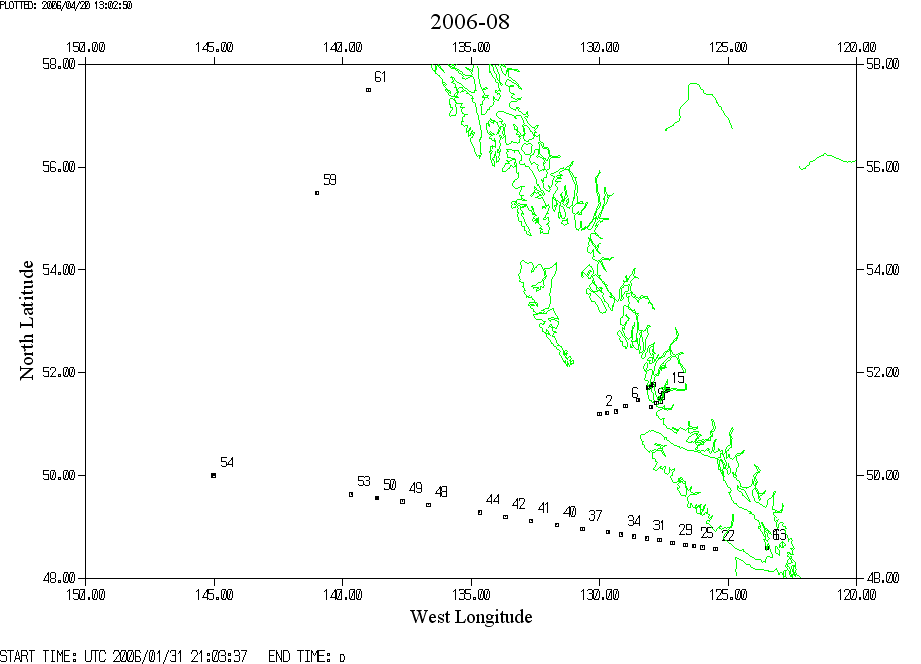 PLOTTED: 2006/04/20 13:02:50
2006-08
150.00 145.00 140.00 135.00 130.00 125.00 120.00
58.00 58.00
61
56.00 56.00
59
54.00 54.00
52.00 52.00
15
6
2
50.00 50.00
54
53 50 49 48
44 42 41 40 37 34 31 29 25 22
48.00 48.00
150.00 145.00 140.00 135.00 130.00 125.00 120.00
North Latitude
West Longitude
START TIME: UTC 2006/01/31 21:03:37 END TIME: 0